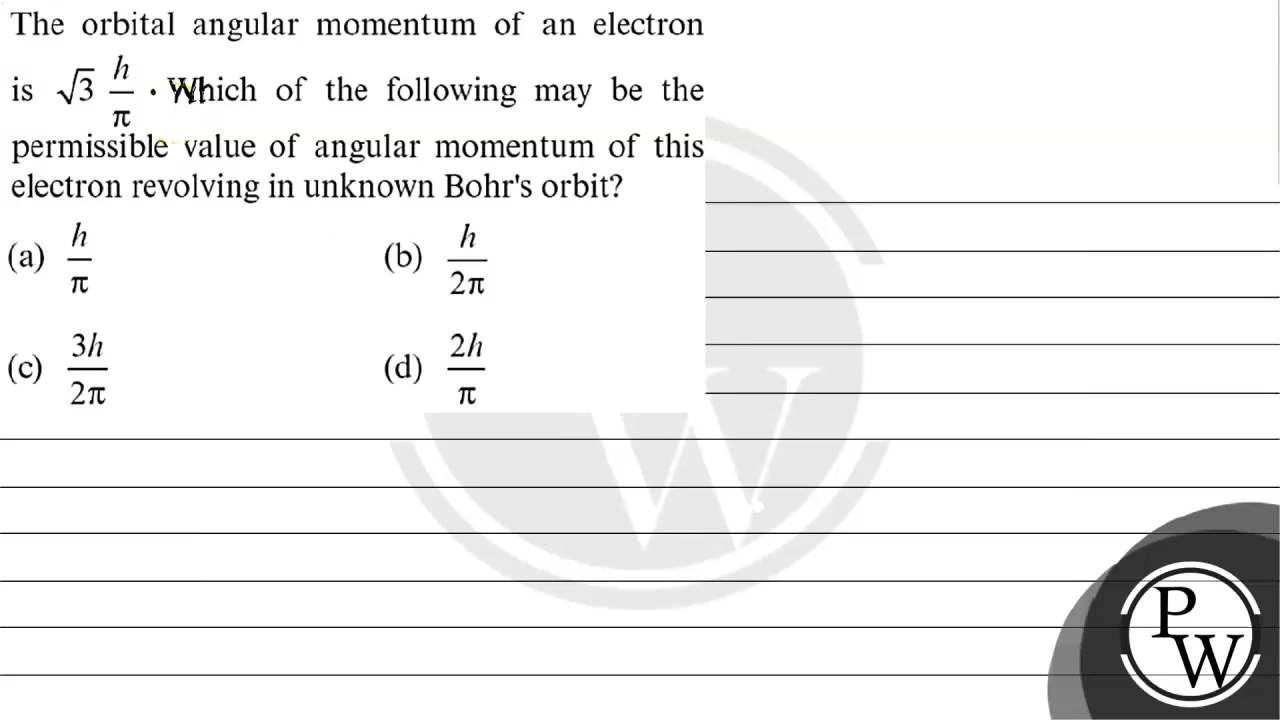 The orbital angular momentum of an electron
is √3 h/π . Which of the following may be the
permissible value of angular momentum of this
electron revolving in unknown Bohr's orbit?
(a) h/π (b) h/2π
(c) 3h/2π (d) 2h/π
W
P
W